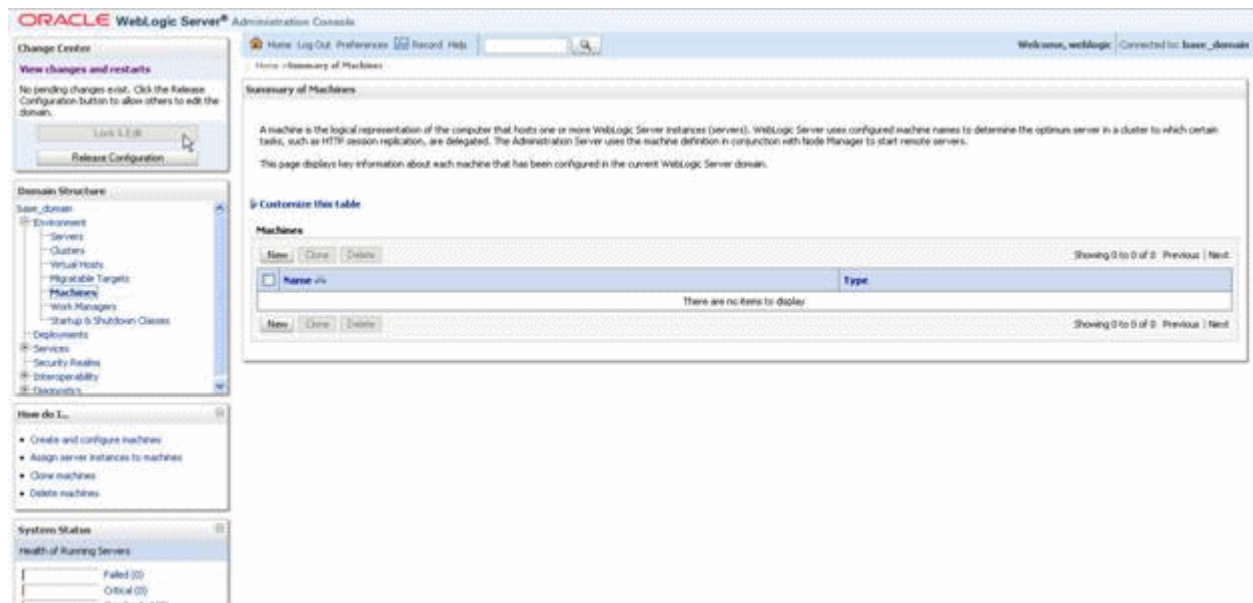 ORACLE WebLogic Server® Administration Console
Change Center
View changes and restarts
No pending changes exist. Click the Release
Configuration button to allow others to edit the
domain.
Lock & Edit
Release Configuration
Domain Structure
base_domain
Environment
Servers
Clusters
Virtual Hosts
Migratable Targets
Machines
Work Managers
Startup & Shutdown Classes
Deployments
Services
Security Realms
Interoperability
Diagnostics
How do I...
Create and configure machines
Assign server instances to machines
Clone machines
Delete machines
System Status
Health of Running Servers
Failed (0)
Critical (0)
Home Log Out Preferences Record Help
Welcome, weblogic Connected to: base_domain
Home >Summary of Machines
Summary of Machines
A machine is the logical representation of the computer that hosts one or more WebLogic Server instances (servers). WebLogic Server uses configured machine names to determine the optimum server in a cluster to which certain
tasks, such as HTTP session replication, are delegated. The Administration Server uses the machine definition in conjunction with Node Manager to start remote servers.
This page displays key information about each machine that has been configured in the current WebLogic Server domain.
Customize this table
Machines
New Clone Delete Showing 0 to 0 of 0 Previous | Next
Name Type
There are no items to display
New Clone Delete Showing 0 to 0 of 0 Previous | Next